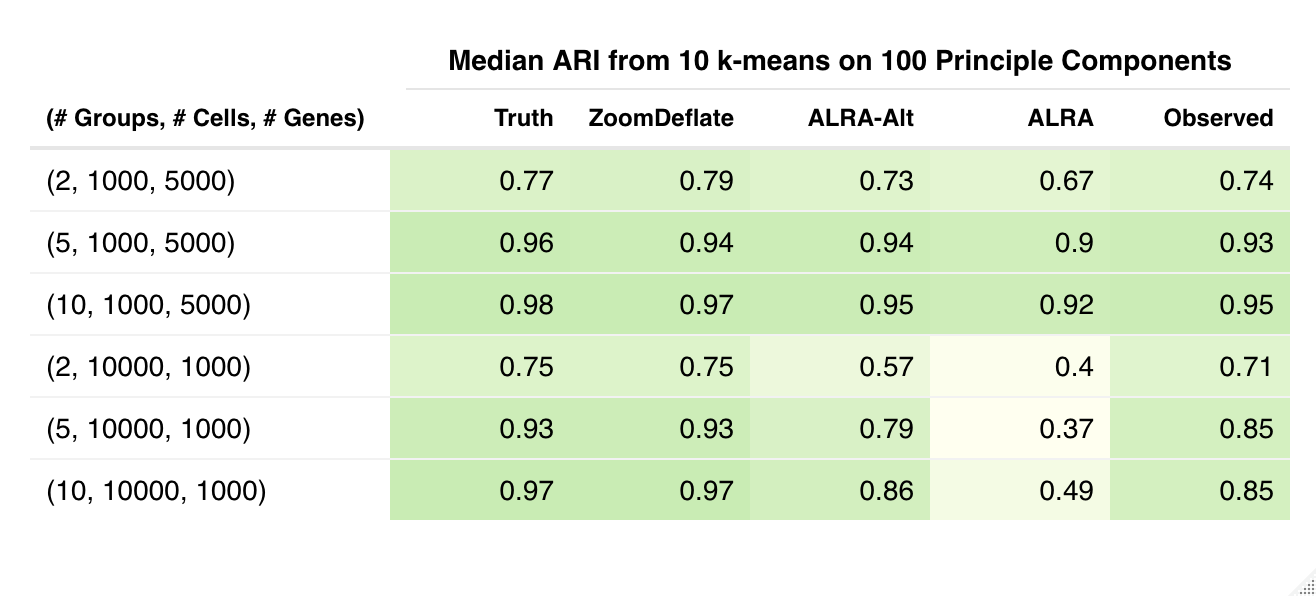 Median ARI from 10 k-means on 100 Principle Components
(# Groups, # Cells, # Genes) Truth ZoomDeflate ALRA-Alt ALRA Observed
(2, 1000, 5000) 0.77 0.79 0.73 0.67 0.74
(5, 1000, 5000) 0.96 0.94 0.94 0.9 0.93
(10, 1000, 5000) 0.98 0.97 0.95 0.92 0.95
(2, 10000, 1000) 0.75 0.75 0.57 0.4 0.71
(5, 10000, 1000) 0.93 0.93 0.79 0.37 0.85
(10, 10000, 1000) 0.97 0.97 0.86 0.49 0.85